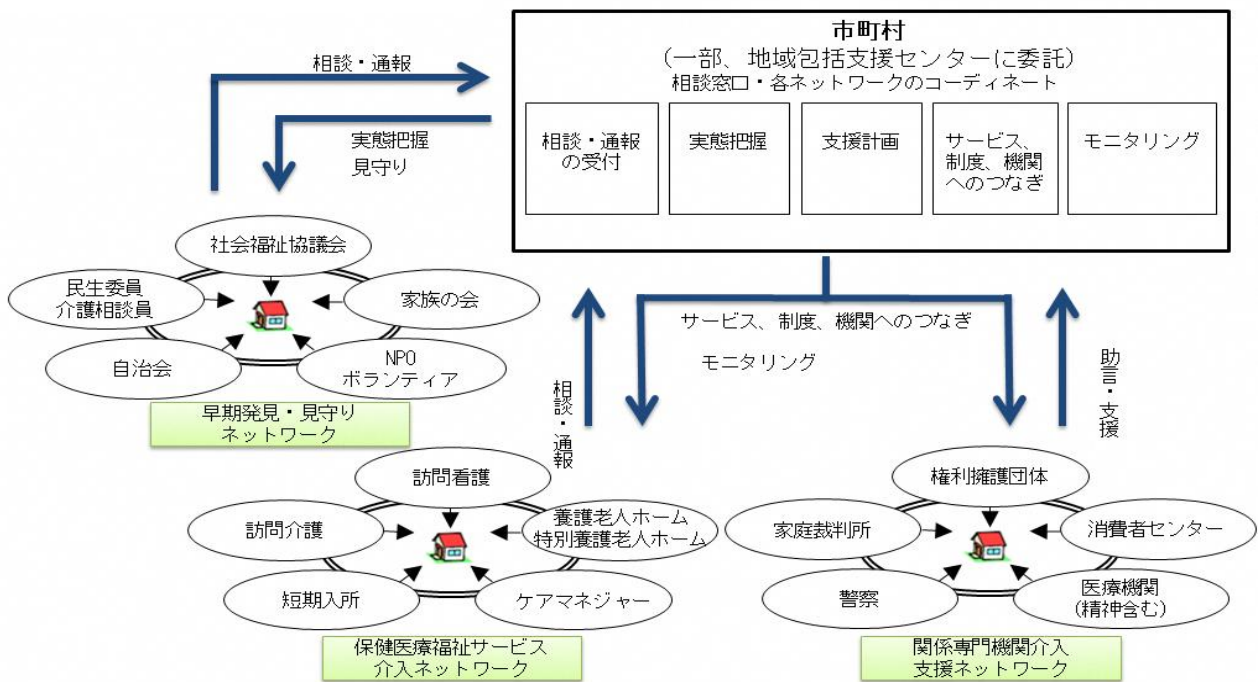 市町村
（一部、地域包括支援センターに委託）
相談窓口・各ネットワークのコーディネート
相談・通報
の受付
実態把握
支援計画
サービス、
制度、機関
へのつなぎ
モニタリング
相談・通報
実態把握
見守り
社会福祉協議会
民生委員
介護相談員
家族の会
自治会
NPO
ボランティア
早期発見・見守り
ネットワーク
サービス、制度、機関へのつなぎ
モニタリング
相談・通報
助言・支援
訪問看護
訪問介護
養護老人ホーム
特別養護老人ホーム
短期入所
ケアマネジャー
保健医療福祉サービス
介入ネットワーク
権利擁護団体
家庭裁判所
消費者センター
警察
医療機関
(精神含む)
関係専門機関介入
支援ネットワーク